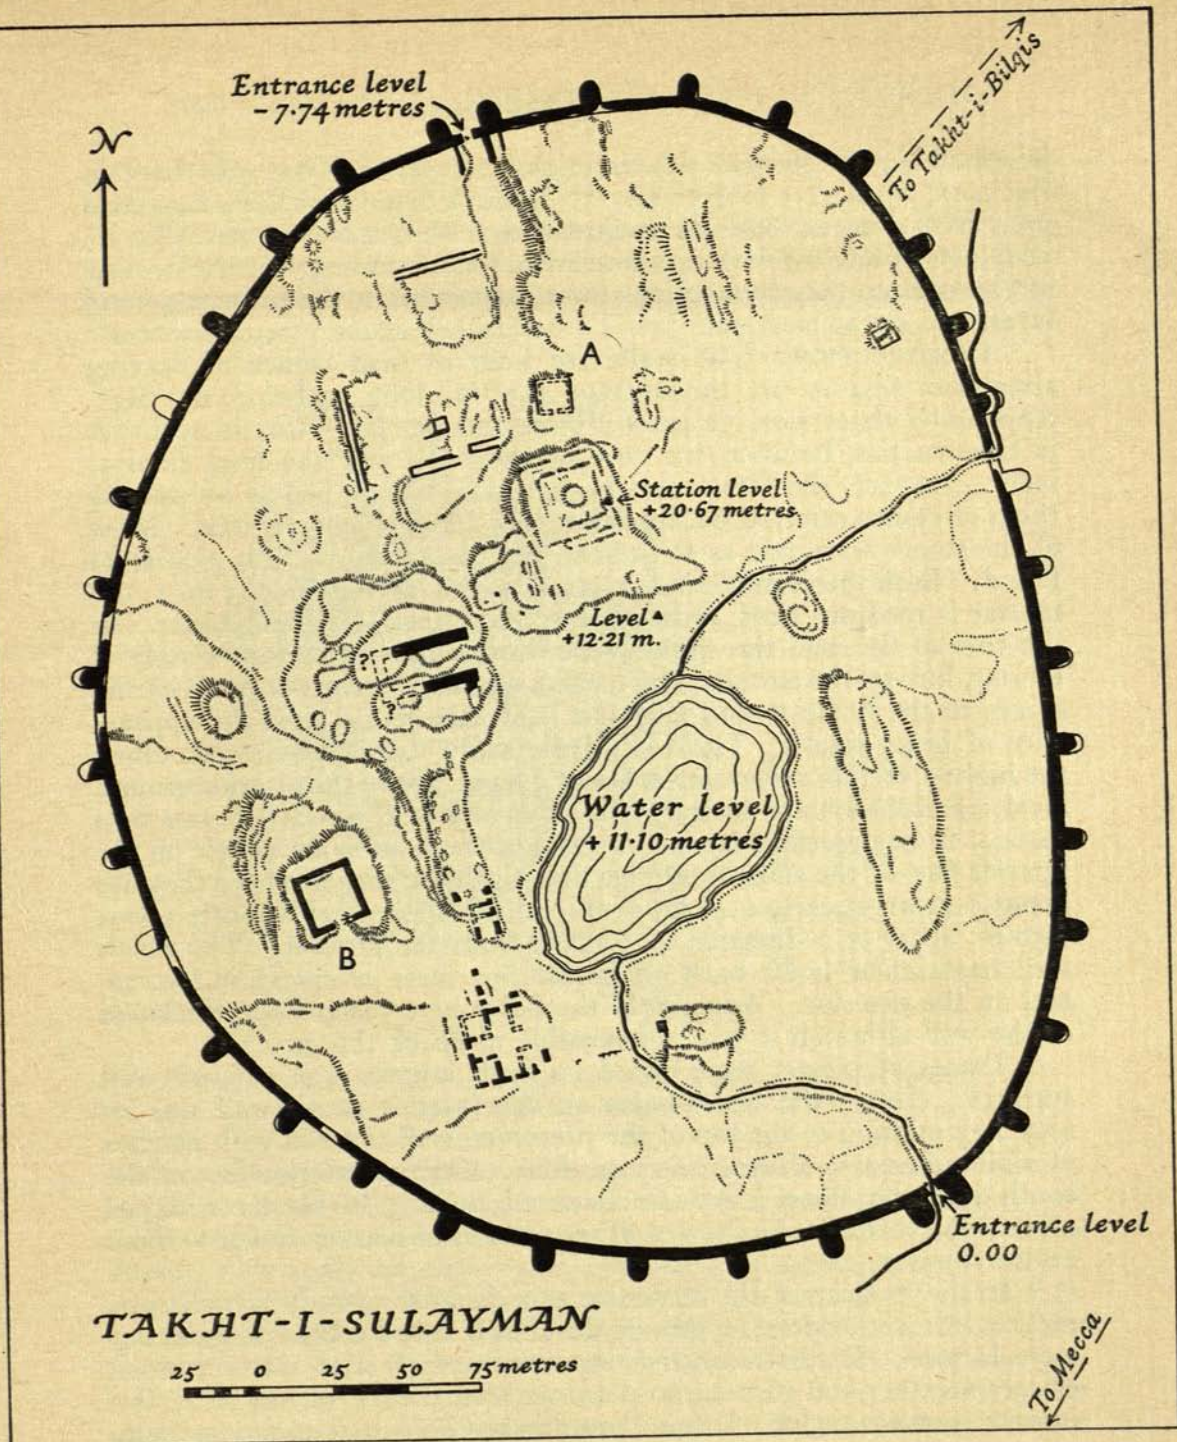 Entrance level
– 7·74 metres
N
To Takht-i-Bilqis
A
Station level
+20·67 metres
Level
+12·21 m.
?
?
Water level
+ 11·10 metres
B
Entrance level
0.00
TAKHT-I-SULAYMAN
25 0 25 50 75 metres
To Mecca